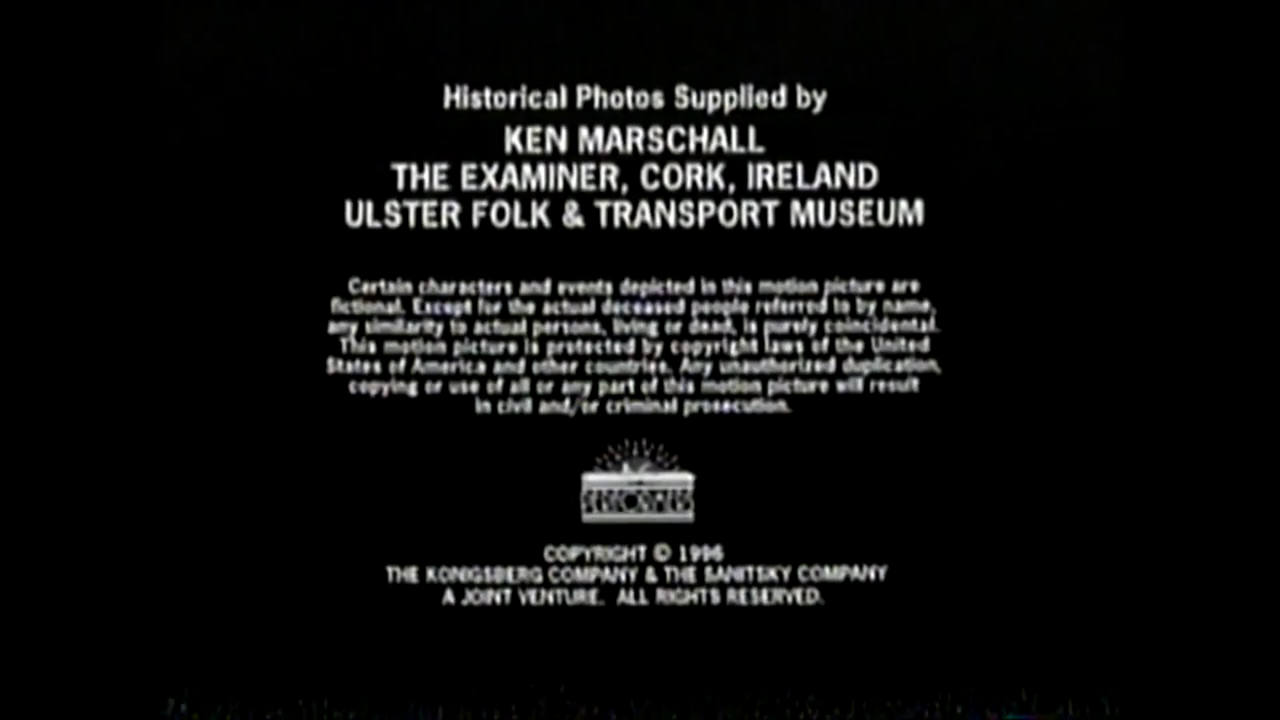 Historical Photos Supplied by
KEN MARSCHALL
THE EXAMINER, CORK, IRELAND
ULSTER FOLK & TRANSPORT MUSEUM
Certain characters and events depicted in this motion picture are
fictional. Except for the actual deceased people referred to by name,
any similarity to actual persons, living or dead, is purely coincidental.
This motion picture is protected by copyright laws of the United
States of America and other countries. Any unauthorized duplication,
copying or use of all or any part of this motion picture will result
in civil and/or criminal prosecution.
COPYRIGHT © 1996
THE KONIGSBERG COMPANY & THE SANITSKY COMPANY
A JOINT VENTURE. ALL RIGHTS RESERVED.